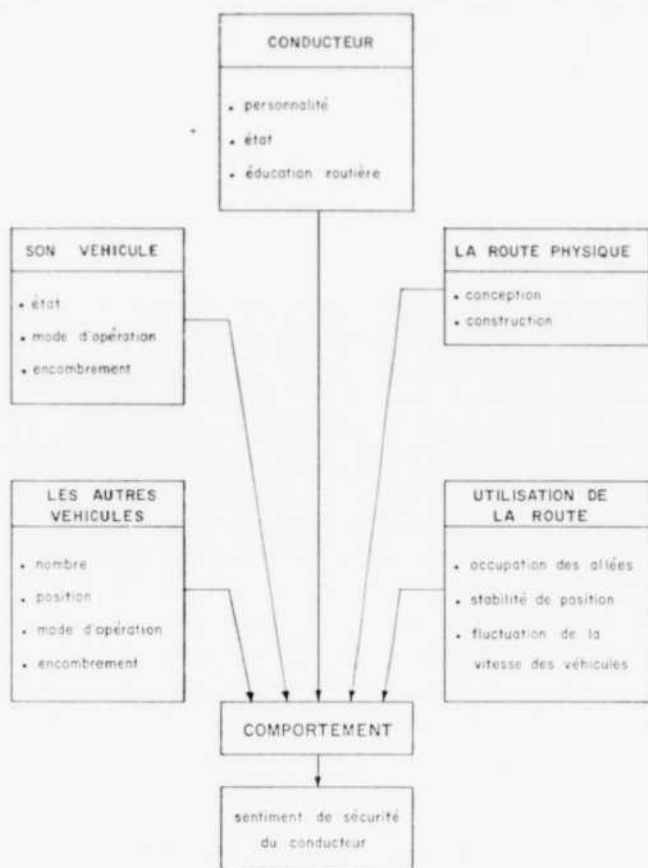 CONDUCTEUR
• personnalité
• état
• éducation routière
SON VEHICULE
• état
• mode d'opération
• encombrement
LA ROUTE PHYSIQUE
• conception
• construction
LES AUTRES
VEHICULES
• nombre
• position
• mode d'opération
• encombrement
UTILISATION DE
LA ROUTE
• occupation des allées
• stabilité de position
• fluctuation de la
vitesse des véhicules
COMPORTEMENT
sentiment de sécurité
du conducteur